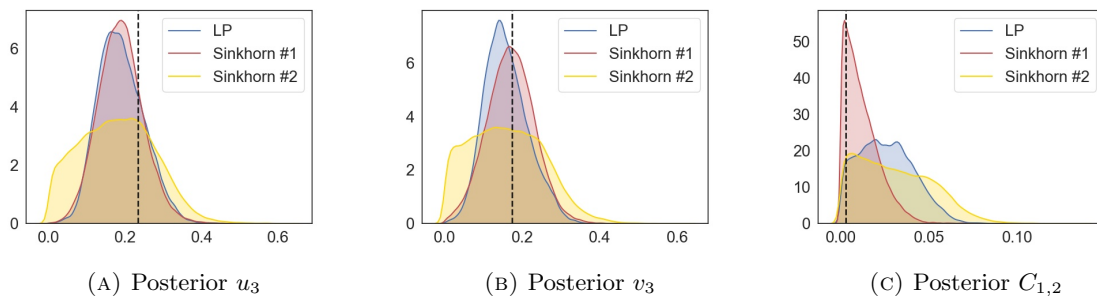 LP
Sinkhorn #1
Sinkhorn #2
6
4
2
0
0.0 0.2 0.4 0.6
(A) Posterior u₃
LP
Sinkhorn #1
Sinkhorn #2
6
4
2
0
0.0 0.2 0.4 0.6
(B) Posterior v₃
LP
Sinkhorn #1
Sinkhorn #2
50
40
30
20
10
0
0.00 0.05 0.10
(C) Posterior C₁,₂